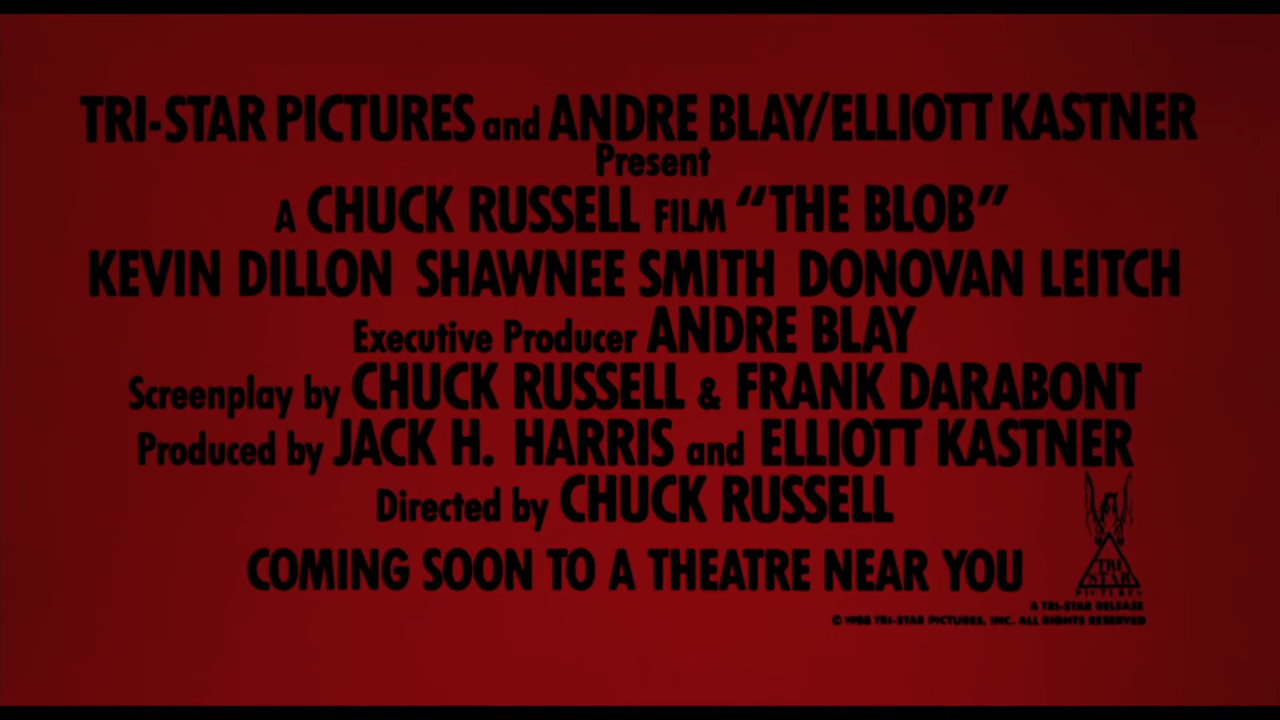 TRI-STAR PICTURES and ANDRE BLAY/ELLIOTT KASTNER
Present
A CHUCK RUSSELL FILM “THE BLOB”
KEVIN DILLON SHAWNEE SMITH DONOVAN LEITCH
Executive Producer ANDRE BLAY
Screenplay by CHUCK RUSSELL & FRANK DARABONT
Produced by JACK H. HARRIS and ELLIOTT KASTNER
Directed by CHUCK RUSSELL
COMING SOON TO A THEATRE NEAR YOU
TRI
STAR
PICTURES
A TRI-STAR RELEASE
© 1988 TRI-STAR PICTURES, INC. ALL RIGHTS RESERVED